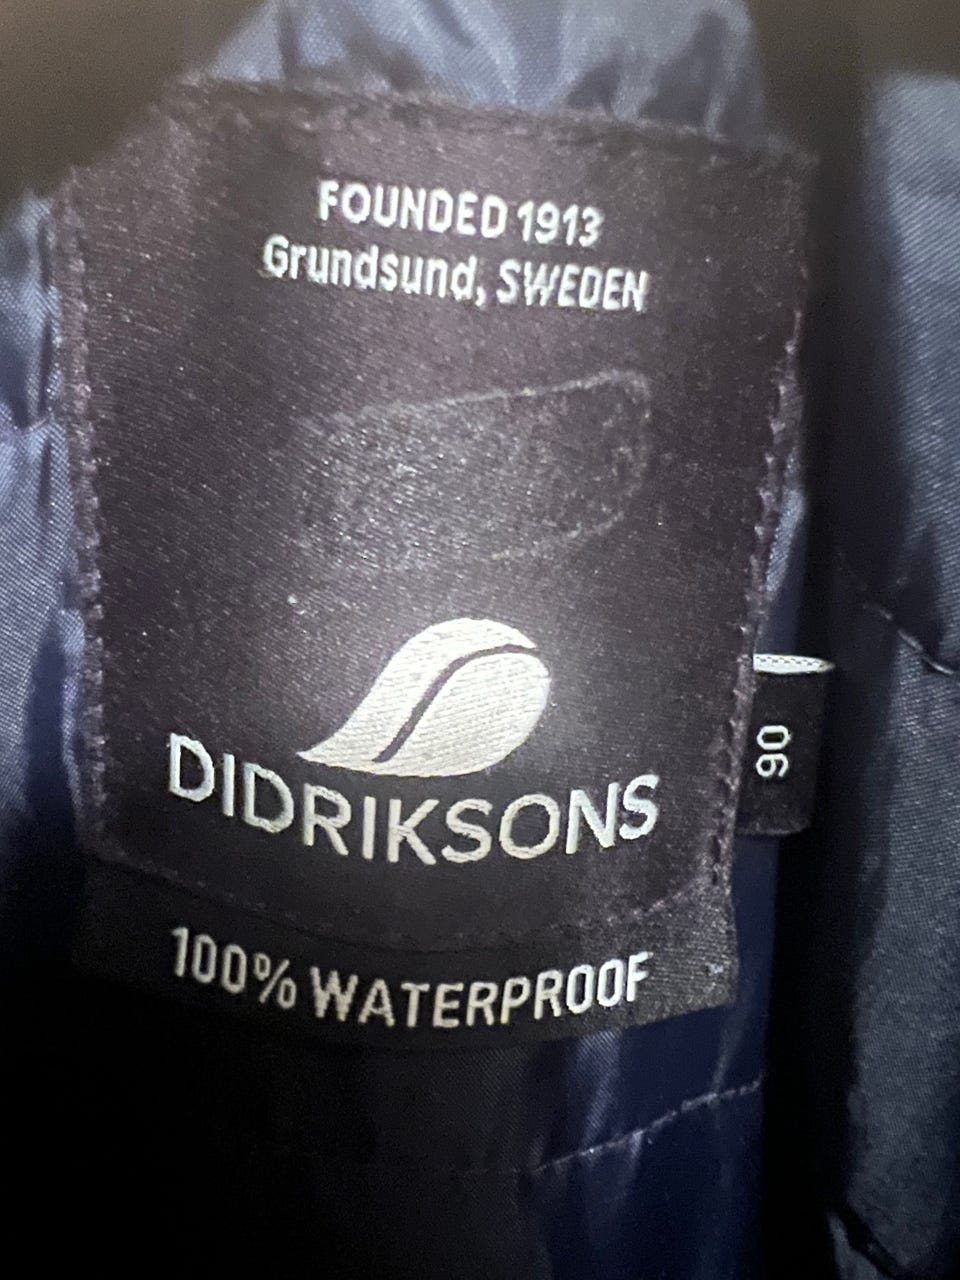 FOUNDED 1913
Grundsund, SWEDEN
DIDRIKSONS
100% WATERPROOF
90